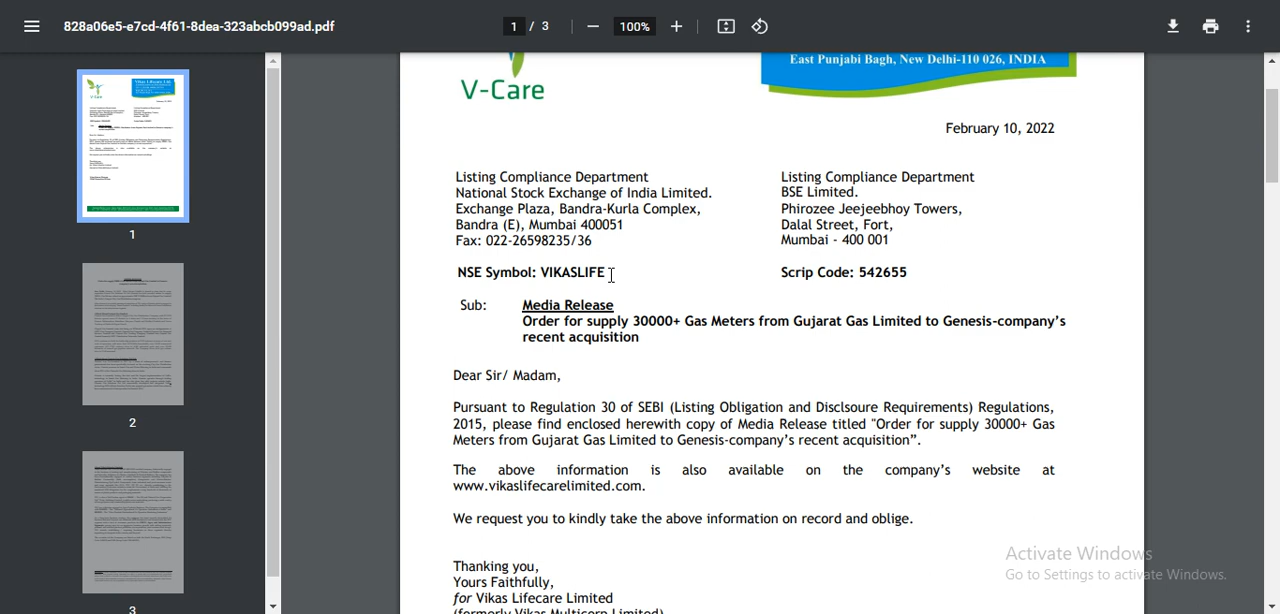 828a06e5-e7cd-4f61-8dea-323abcb099ad.pdf
1 / 3
100%
V-Care
East Punjabi Bagh, New Delhi-110 026, INDIA
February 10, 2022
Listing Compliance Department
National Stock Exchange of India Limited.
Exchange Plaza, Bandra-Kurla Complex,
Bandra (E), Mumbai 400051
Fax: 022-26598235/36
Listing Compliance Department
BSE Limited.
Phirozee Jeejeebhoy Towers,
Dalal Street, Fort,
Mumbai - 400 001
NSE Symbol: VIKASLIFE
Scrip Code: 542655
Sub: Media Release
Order for supply 30000+ Gas Meters from Gujarat Gas Limited to Genesis-company’s
recent acquisition
Dear Sir/ Madam,
Pursuant to Regulation 30 of SEBI (Listing Obligation and Disclsoure Requirements) Regulations,
2015, please find enclosed herewith copy of Media Release titled "Order for supply 30000+ Gas
Meters from Gujarat Gas Limited to Genesis-company’s recent acquisition”.
The above information is also available on the company’s website at
www.vikaslifecarelimited.com.
We request you to kindly take the above information on record and oblige.
Thanking you,
Yours Faithfully,
for Vikas Lifecare Limited
(formerly Vikas Multicorp Limited)
1
2
3
Activate Windows
Go to Settings to activate Windows.